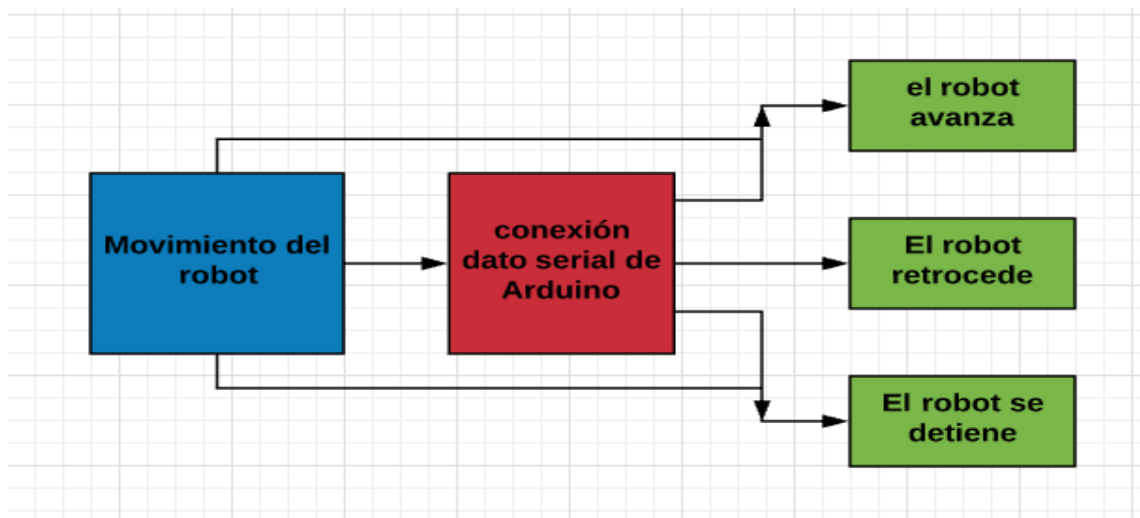 Movimiento del
robot
conexión
dato serial de
Arduino
el robot
avanza
El robot
retrocede
El robot se
detiene